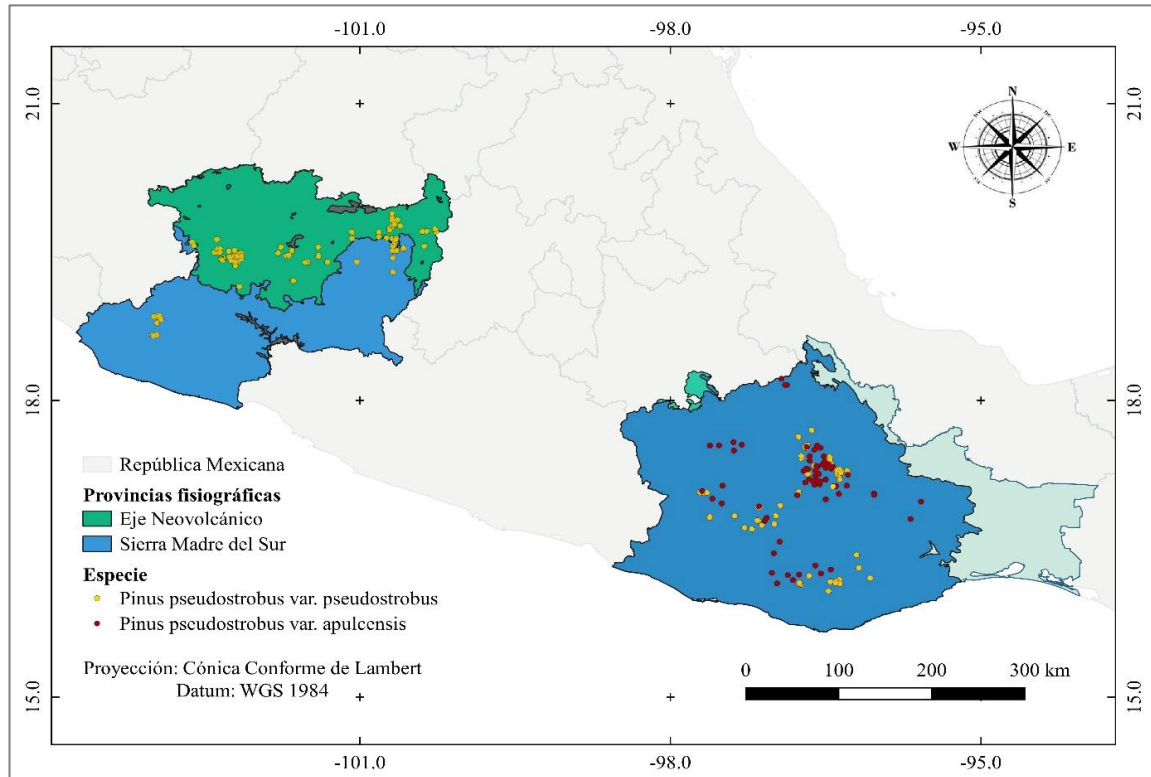 -101.0 -98.0 -95.0
21.0 21.0
N
W E
S
18.0 18.0
República Mexicana
Provincias fisiográficas
Eje Neovolcánico
Sierra Madre del Sur
Especie
Pinus pseudostrobus var. pseudostrobus
Pinus pseudostrobus var. apulcensis
Proyección: Cónica Conforme de Lambert
Datum: WGS 1984
0 100 200 300 km
15.0 15.0
-101.0 -98.0 -95.0